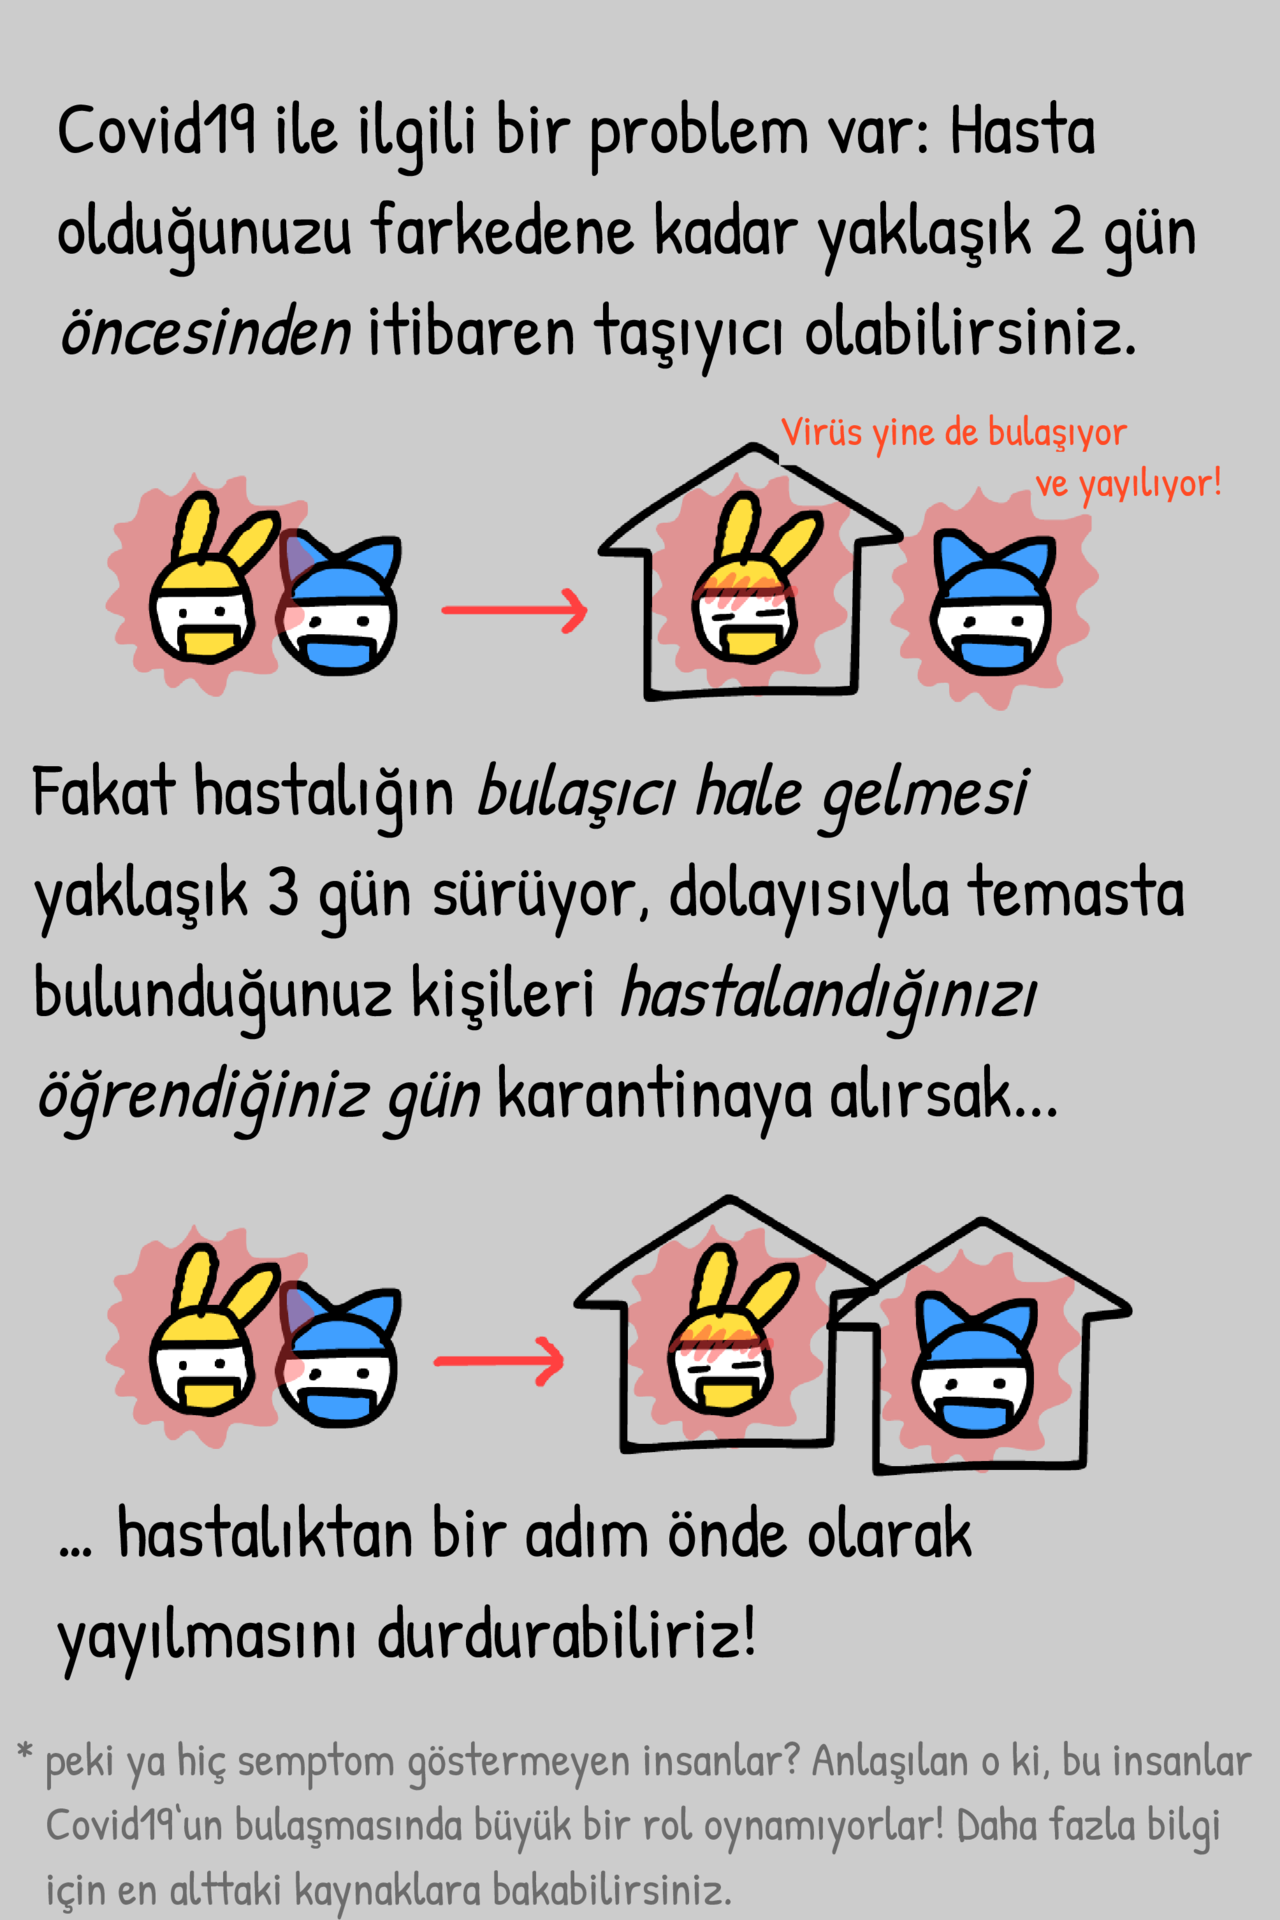 Covid19 ile ilgili bir problem var: Hasta
olduğunuzu farkedene kadar yaklaşık 2 gün
öncesinden itibaren taşıyıcı olabilirsiniz.
Virüs yine de bulaşıyor
ve yayılıyor!
Fakat hastalığın bulaşıcı hale gelmesi
yaklaşık 3 gün sürüyor, dolayısıyla temasta
bulunduğunuz kişileri hastalandığınızı
öğrendiğiniz gün karantinaya alırsak...
... hastalıktan bir adım önde olarak
yayılmasını durdurabiliriz!
* peki ya hiç semptom göstermeyen insanlar? Anlaşılan o ki, bu insanlar
Covid19‘un bulaşmasında büyük bir rol oynamıyorlar! Daha fazla bilgi
için en alttaki kaynaklara bakabilirsiniz.